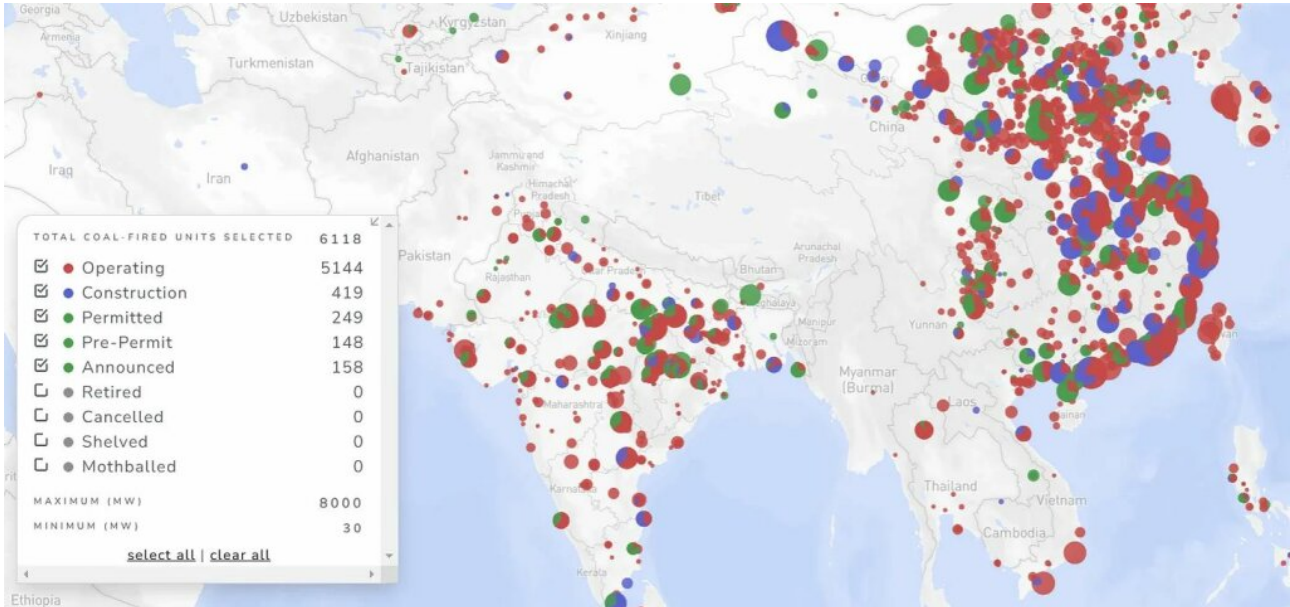 Georgia
Uzbekistan
Kyrgyzstan
Armenia
Xinjiang
Turkmenistan
Tajikistan
China
Afghanistan
Jammu and
Kashmir
Iraq
Iran
Himachal
Pradesh
Tibet
TOTAL COAL-FIRED UNITS SELECTED 6118
Operating 5144
Construction 419
Permitted 249
Pre-Permit 148
Announced 158
Retired 0
Cancelled 0
Shelved 0
Mothballed 0
MAXIMUM (MW) 8000
MINIMUM (MW) 30
select all | clear all
Pakistan
Arunachal
Pradesh
Rajasthan
Bhutan
Manipur
Mizoram
Yunnan
Myanmar
(Burma)
Laos
Maharashtra
Thailand
Vietnam
Cambodia
Kerala
Ethiopia